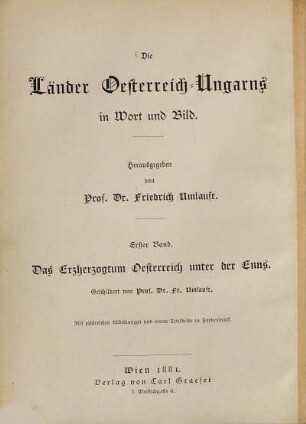 Die
Länder Oesterreich-Ungarns
in Wort und Bild.
Herausgegeben
von
Prof. Dr. Friedrich Umlauft.
Erster Band.
Das Erzherzogtum Oesterreich unter der Enns.
Geschildert von Prof. Dr. Fr. Umlauft.
Mit zahlreichen Abbildungen und einem Titelbilde in Farbendruck.
Wien 1881.
Verlag von Carl Graeser
I. Akademiestraße 6.